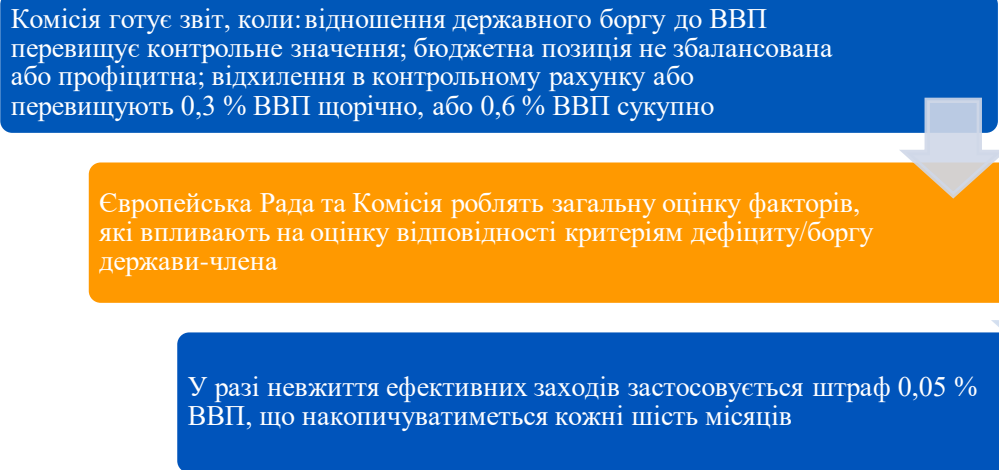 Комісія готує звіт, коли: відношення державного боргу до ВВП
перевищує контрольне значення; бюджетна позиція не збалансована
або профіцитна; відхилення в контрольному рахунку або
перевищують 0,3 % ВВП щорічно, або 0,6 % ВВП сукупно
Європейська Рада та Комісія роблять загальну оцінку факторів,
які впливають на оцінку відповідності критеріям дефіциту/боргу
держави-члена
У разі невжиття ефективних заходів застосовується штраф 0,05 %
ВВП, що накопичуватиметься кожні шість місяців